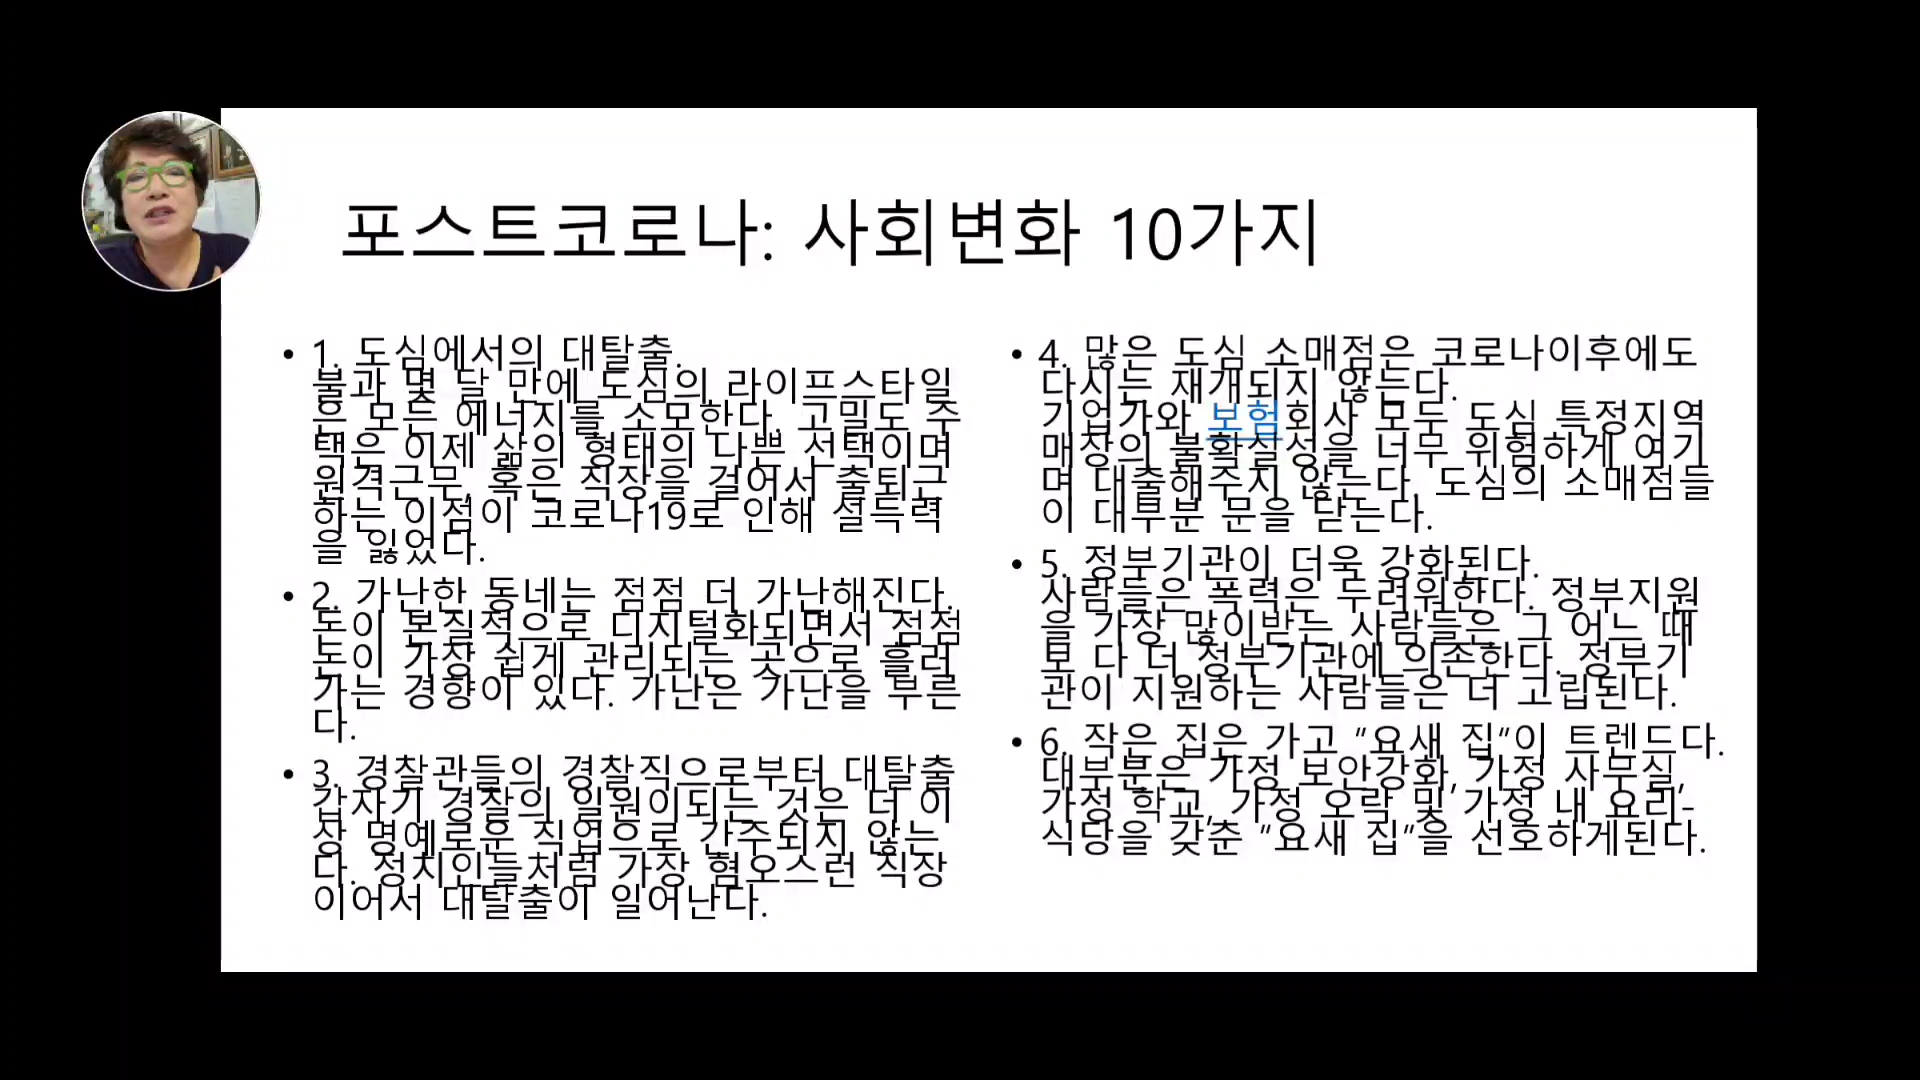 포스트코로나: 사회변화 10가지
• 1. 도심에서의 대탈출.
불과 몇 달 만에 도심의 라이프스타일
은 모든 에너지를 소모한다. 고밀도 주
택은 이제 삶의 형태의 나쁜 선택이며
원격근무, 혹은 직장을 걸어서 출퇴근
하는 이점이 코로나19로 인해 설득력
을 잃었다.
• 2. 가난한 동네는 점점 더 가난해진다.
돈이 본질적으로 디지털화되면서 점점
돈이 가장 쉽게 관리되는 곳으로 흘러
가는 경향이 있다. 가난은 가난을 부른
다.
• 3. 경찰관들의 경찰직으로부터 대탈출
갑자기 경찰의 일원이되는 것은 더 이
상 명예로운 직업으로 간주되지 않는
다. 정치인들처럼 가장 혐오스런 직장
이어서 대탈출이 일어난다.
• 4. 많은 도심 소매점은 코로나이후에도
다시는 재개되지 않는다.
기업가와 보험회사 모두 도심 특정지역
매장의 불확실성을 너무 위험하게 여기
며 대출해주지 않는다. 도심의 소매점들
이 대부분 문을 닫는다.
• 5. 정부기관이 더욱 강화된다.
사람들은 폭력은 두려워한다. 정부지원
을 가장 많이받는 사람들은 그 어느 때
보 다 더 정부기관에 의존한다. 정부기
관이 지원하는 사람들은 더 고립된다.
• 6. 작은 집은 가고 "요새 집"이 트렌드다.
대부분은 가정 보안강화, 가정 사무실,
가정 학교, 가정 오락 및 가정 내 요리-
식당을 갖춘 "요새 집"을 선호하게된다.